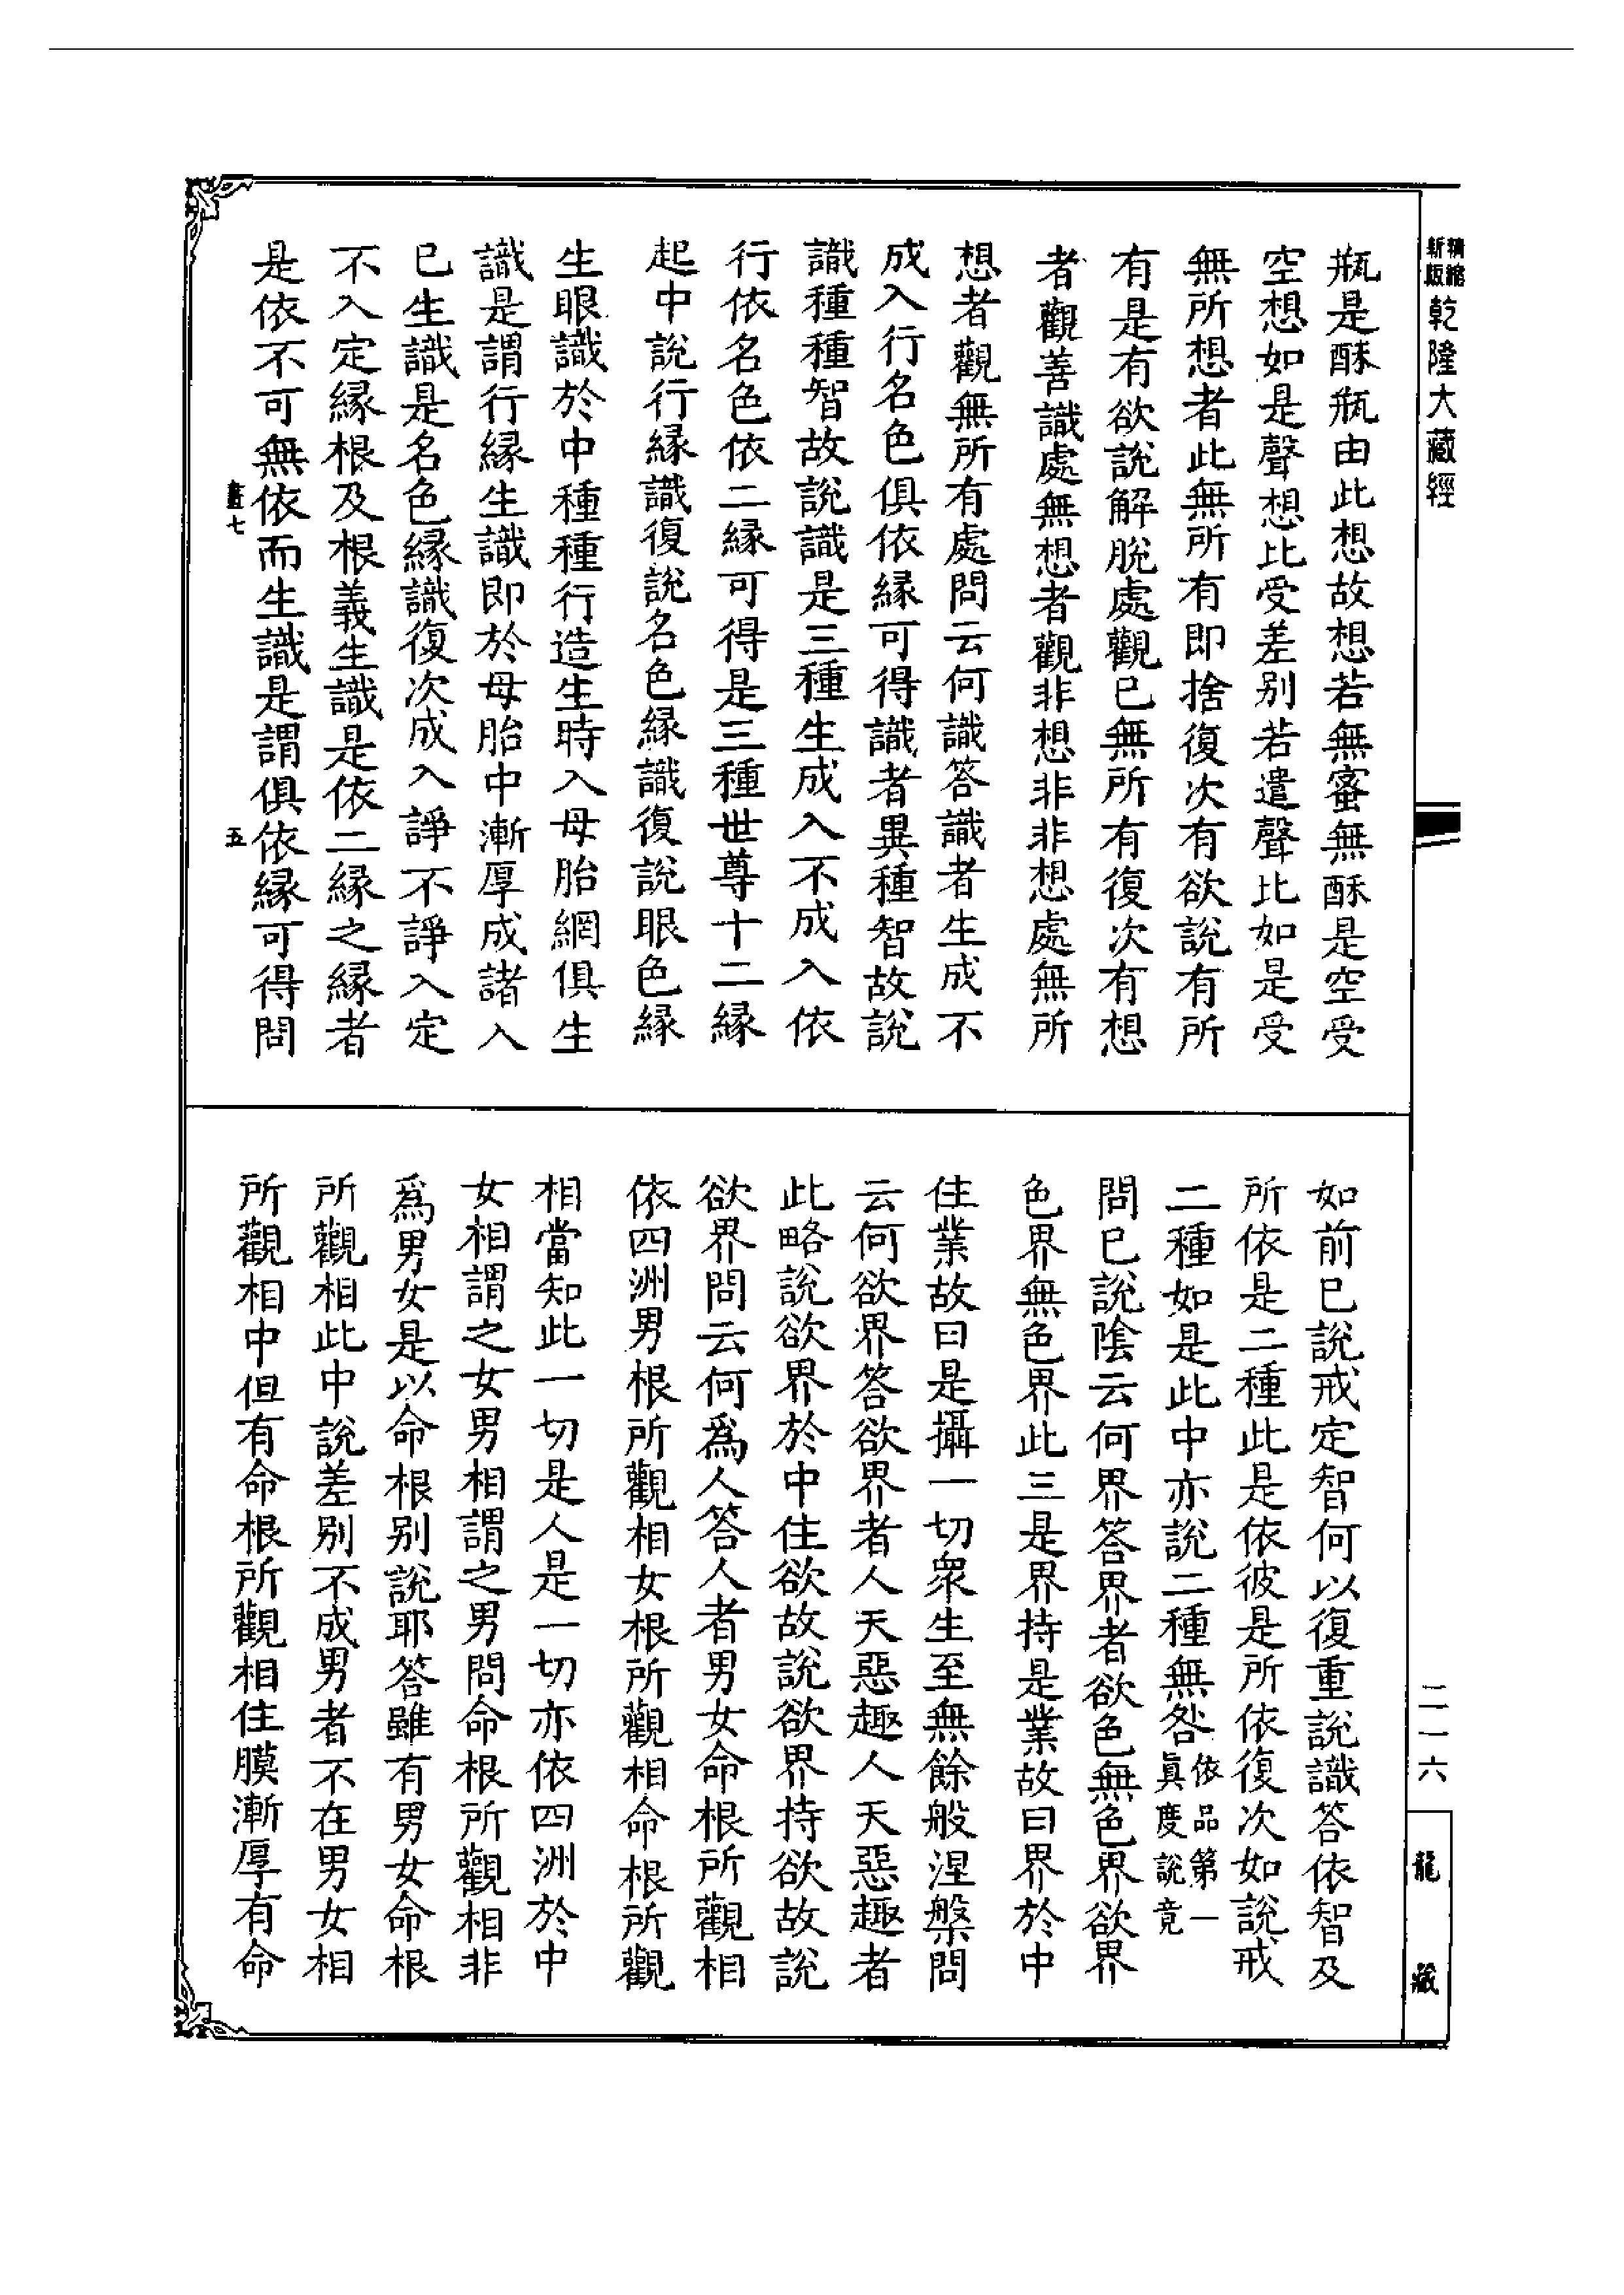 精縮新版乾隆大藏經
瓶是酥瓶由此想故想若無蜜無酥是空受
空想如是聲想比受差别若遣聲比如是受
無所想者此無所有即捨復次有欲說有所
有是有欲說解脫處觀已無所有復次有想
者觀善識處無想者觀非想非非想處無所
想者觀無所有處問云何識答識者生成不
成入行名色俱依緣可得識者異種智故說
識種種智故說識是三種生成入不成入依
行依名色依二緣可得是三種世尊十二緣
起中說行緣識復說名色緣識復說眼色緣
生眼識於中種種行造生時入母胎網俱生
識是謂行緣生識即於母胎中漸厚成諸入
已生識是名色緣識復次成入諍不諍入定
不入定緣根及根義生識是依二緣之緣者
是依不可無依而生識是謂俱依緣可得問
畫七 五
如前已說戒定智何以復重說識答依智及
所依是二種此是依彼是所依復次如說戒
二種如是此中亦說二種無咎依品第一眞度說竟
問已說陰云何界答界者欲色無色界欲界
色界無色界此三是界持是業故曰界於中
住業故曰是攝一切衆生至無餘般涅槃問
云何欲界答欲界者人天惡趣人天惡趣者
此略說欲界於中住欲故說欲界持欲故說
欲界問云何爲人答人者男女命根所觀相
依四洲男根所觀相女根所觀相命根所觀
相當知此一切是人是一切亦依四洲於中
女相謂之女男相謂之男問命根所觀相非
爲男女是以命根别說耶答雖有男女命根
所觀相此中說差别不成男者不在男女相
所觀相中但有命根所觀相住膜漸厚有命
二一六
龍藏